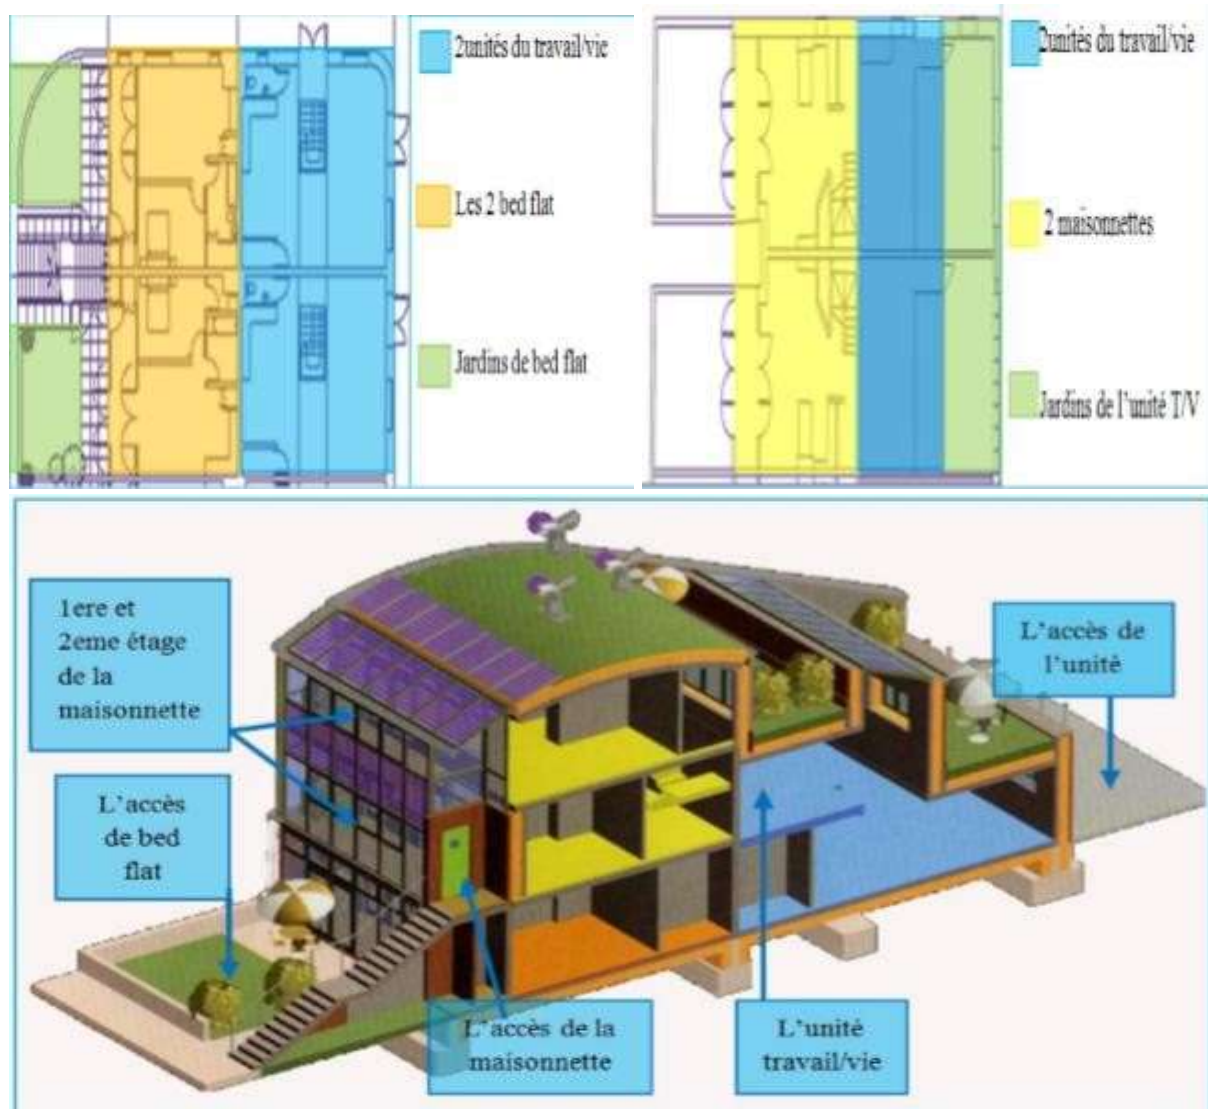 2unités du travail/vie
Les 2 bed flat
Jardins de bed flat
2unités du travail/vie
2 maisonnettes
Jardins de l'unité T/V
1ere et
2eme étage
de la
maisonnette
L'accès
de bed
flat
L'accès de la
maisonnette
L'unité
travail/vie
L'accès de
l'unité